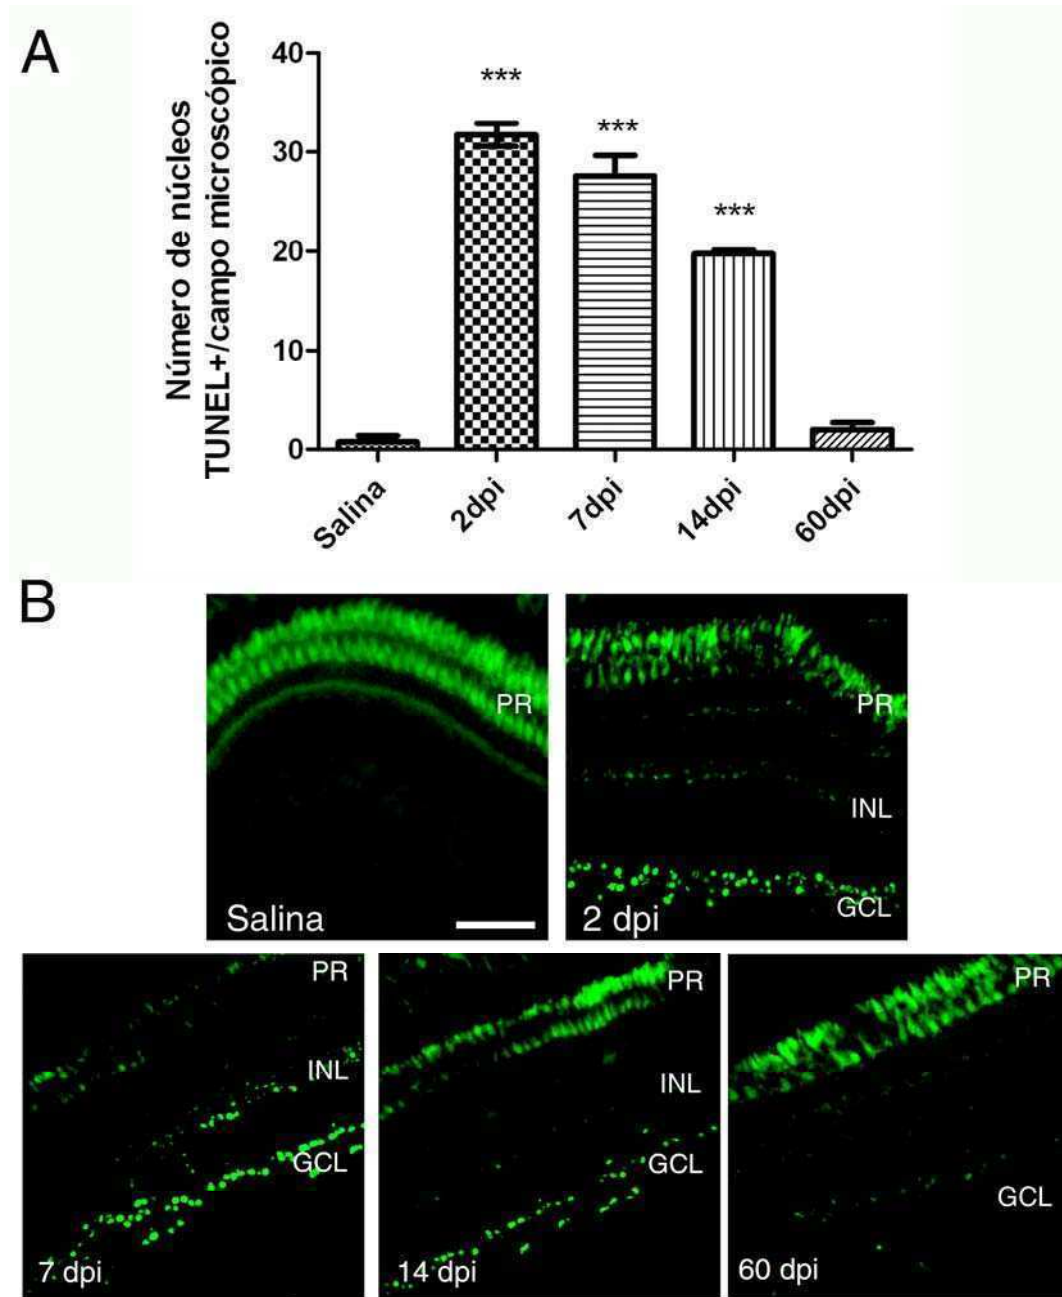 A
Número de núcleos
TUNEL+/campo microscópico
40
30
20
10
0
***
***
***
Salina
2dpi
7dpi
14dpi
60dpi
B
PR
Salina
PR
INL
GCL
2 dpi
PR
INL
GCL
7 dpi
PR
INL
GCL
14 dpi
PR
GCL
60 dpi